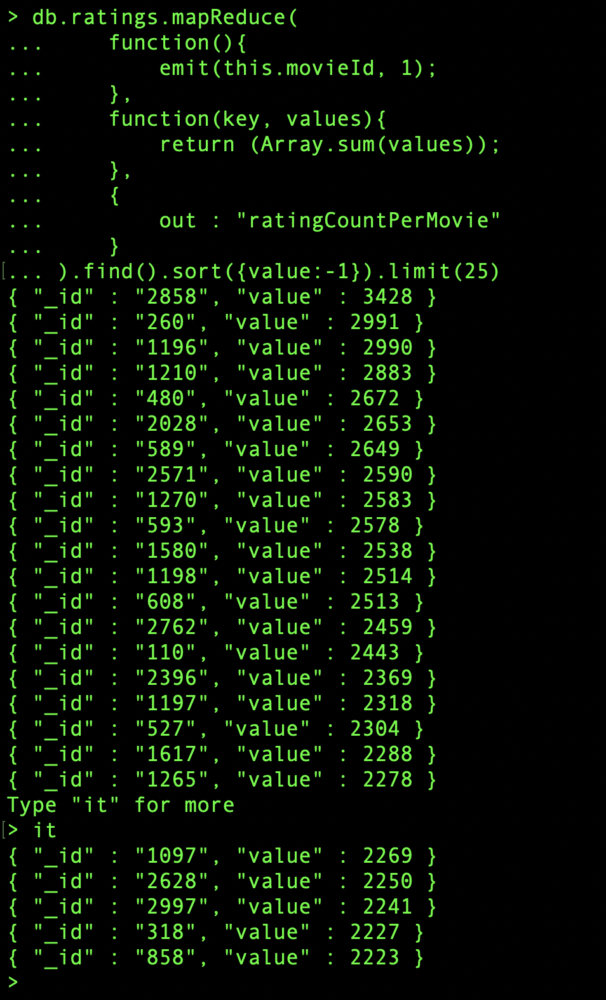 > db.ratings.mapReduce(
...     function(){
...         emit(this.movieId, 1);
...     },
...     function(key, values){
...         return (Array.sum(values));
...     },
...     {
...         out : "ratingCountPerMovie"
...     }
[... ).find().sort({value:-1}).limit(25)
{ "_id" : "2858", "value" : 3428 }
{ "_id" : "260", "value" : 2991 }
{ "_id" : "1196", "value" : 2990 }
{ "_id" : "1210", "value" : 2883 }
{ "_id" : "480", "value" : 2672 }
{ "_id" : "2028", "value" : 2653 }
{ "_id" : "589", "value" : 2649 }
{ "_id" : "2571", "value" : 2590 }
{ "_id" : "1270", "value" : 2583 }
{ "_id" : "593", "value" : 2578 }
{ "_id" : "1580", "value" : 2538 }
{ "_id" : "1198", "value" : 2514 }
{ "_id" : "608", "value" : 2513 }
{ "_id" : "2762", "value" : 2459 }
{ "_id" : "110", "value" : 2443 }
{ "_id" : "2396", "value" : 2369 }
{ "_id" : "1197", "value" : 2318 }
{ "_id" : "527", "value" : 2304 }
{ "_id" : "1617", "value" : 2288 }
{ "_id" : "1265", "value" : 2278 }
Type "it" for more
[> it
{ "_id" : "1097", "value" : 2269 }
{ "_id" : "2628", "value" : 2250 }
{ "_id" : "2997", "value" : 2241 }
{ "_id" : "318", "value" : 2227 }
{ "_id" : "858", "value" : 2223 }
>